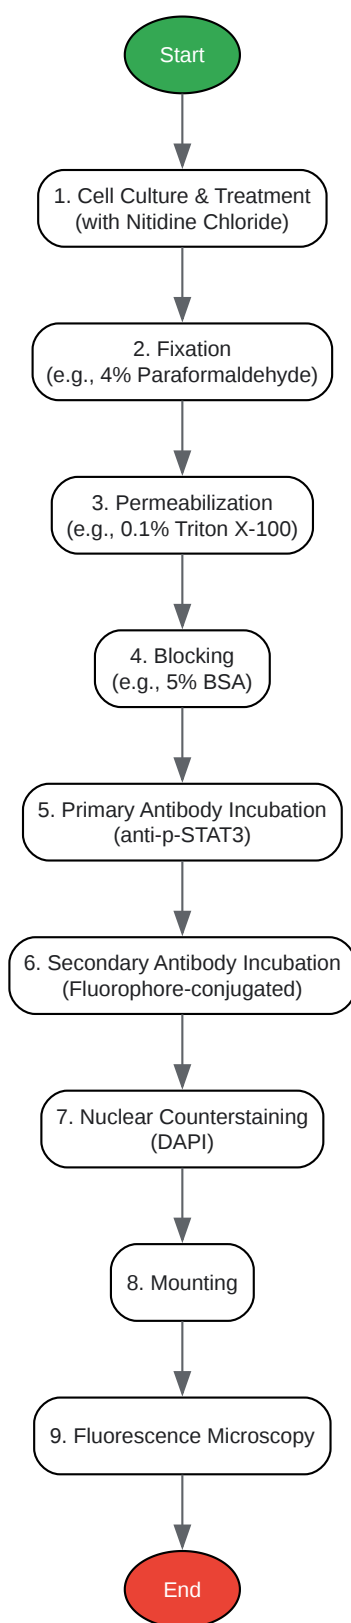 Start
1. Cell Culture & Treatment
(with Nitidine Chloride)
2. Fixation
(e.g., 4% Paraformaldehyde)
3. Permeabilization
(e.g., 0.1% Triton X-100)
4. Blocking
(e.g., 5% BSA)
5. Primary Antibody Incubation
(anti-p-STAT3)
6. Secondary Antibody Incubation
(Fluorophore-conjugated)
7. Nuclear Counterstaining
(DAPI)
8. Mounting
9. Fluorescence Microscopy
End